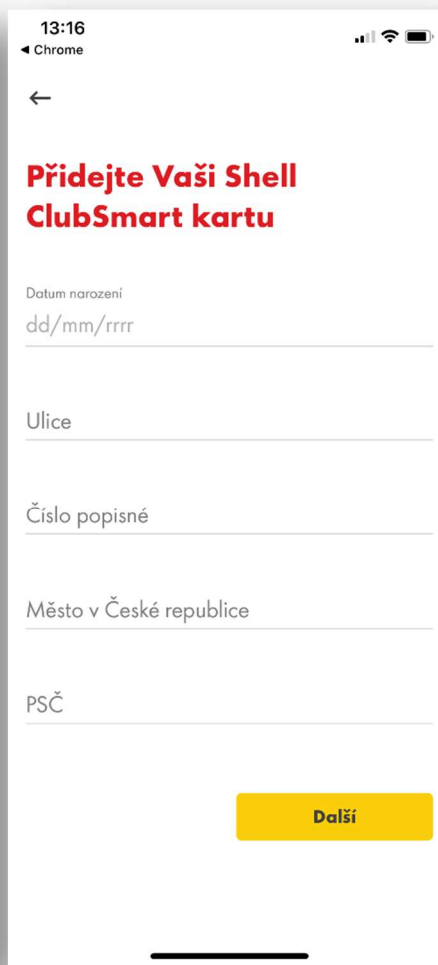 13:16
◀ Chrome
←
Přidejte Vaši Shell
ClubSmart kartu
Datum narození
dd/mm/rrrr
Ulice
Číslo popisné
Město v České republice
PSČ
Další